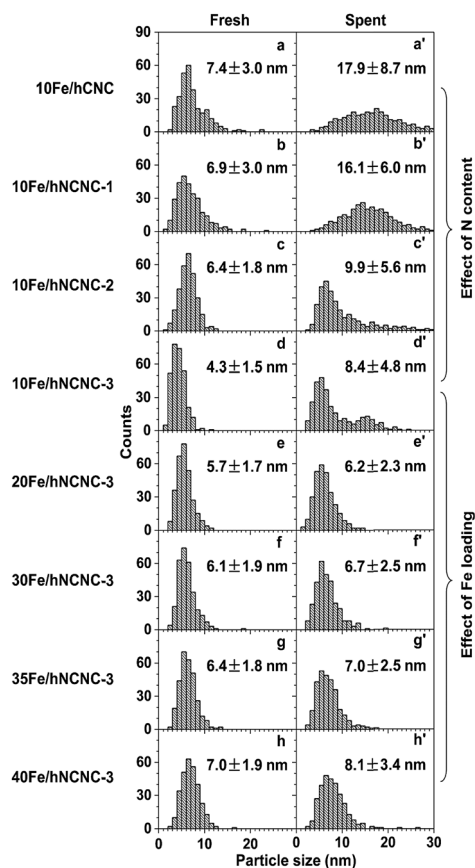 Fresh Spent
90 a a'
10Fe/hCNC 60 7.4±3.0 nm 17.9±8.7 nm
30
0
b b'
10Fe/hNCNC-1 60 6.9±3.0 nm 16.1±6.0 nm
30
0
c c'
10Fe/hNCNC-2 60 6.4±1.8 nm 9.9±5.6 nm
30
0
d d'
10Fe/hNCNC-3 60 4.3±1.5 nm 8.4±4.8 nm
30
0
e e'
20Fe/hNCNC-3 60 5.7±1.7 nm 6.2±2.3 nm
30
0
f f'
30Fe/hNCNC-3 60 6.1±1.9 nm 6.7±2.5 nm
30
0
g g'
35Fe/hNCNC-3 60 6.4±1.8 nm 7.0±2.5 nm
30
0
h h'
40Fe/hNCNC-3 60 7.0±1.9 nm 8.1±3.4 nm
30
0
0 10 20 0 10 20 30
Particle size (nm)
Counts
Effect of N content
Effect of Fe loading